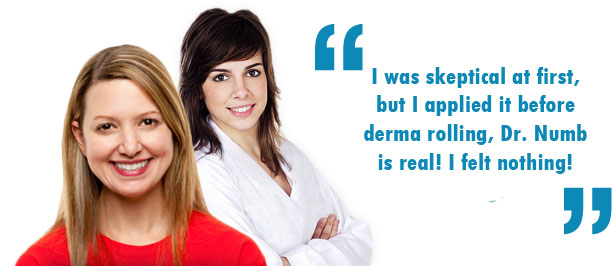 “
I was skeptical at first,
but I applied it before
derma rolling, Dr. Numb
is real! I felt nothing!
”